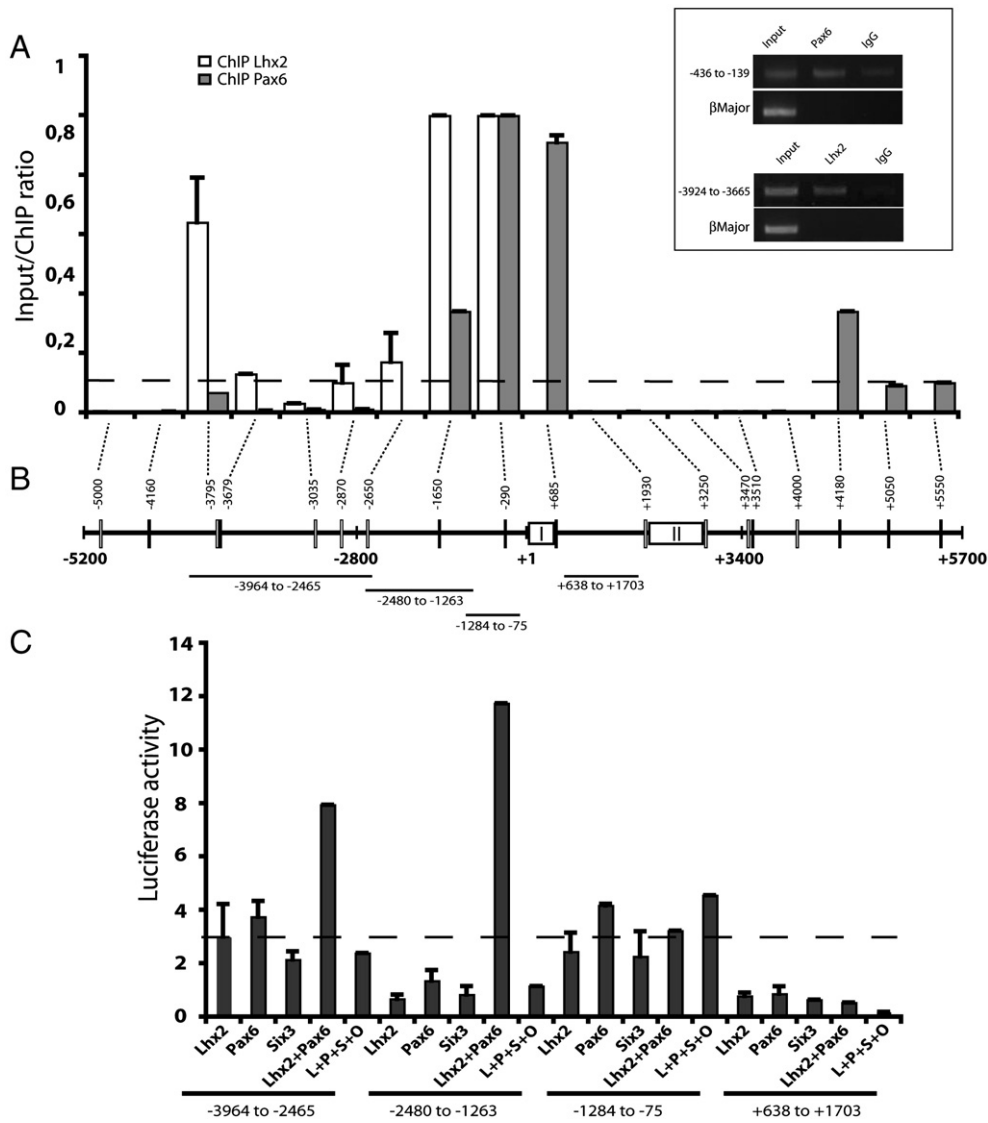 A
Input/ChIP ratio
1
0,8
0,6
0,4
0,2
0
ChIP Lhx2
ChIP Pax6
Input Pax6 IgG
-436 to -139
βMajor
Input Lhx2 IgG
-3924 to -3665
βMajor
B
-5000 -4160 -3795 -3679 -3035 -2870 -2650 -1650 -290 +685 +1930 +3250 +3470 +3510 +4000 +4180 +5050 +5550
I II
-5200 -2800 +1 +3400 +5700
-3964 to -2465
-2480 to -1263
-1284 to -75
+638 to +1703
C
Luciferase activity
14
12
10
8
6
4
2
0
Lhx2 Pax6 Six3 Lhx2+Pax6 L+P+S+O Lhx2 Pax6 Six3 Lhx2+Pax6 L+P+S+O Lhx2 Pax6 Six3 Lhx2+Pax6 L+P+S+O Lhx2 Pax6 Six3 Lhx2+Pax6 L+P+S+O
-3964 to -2465 -2480 to -1263 -1284 to -75 +638 to +1703